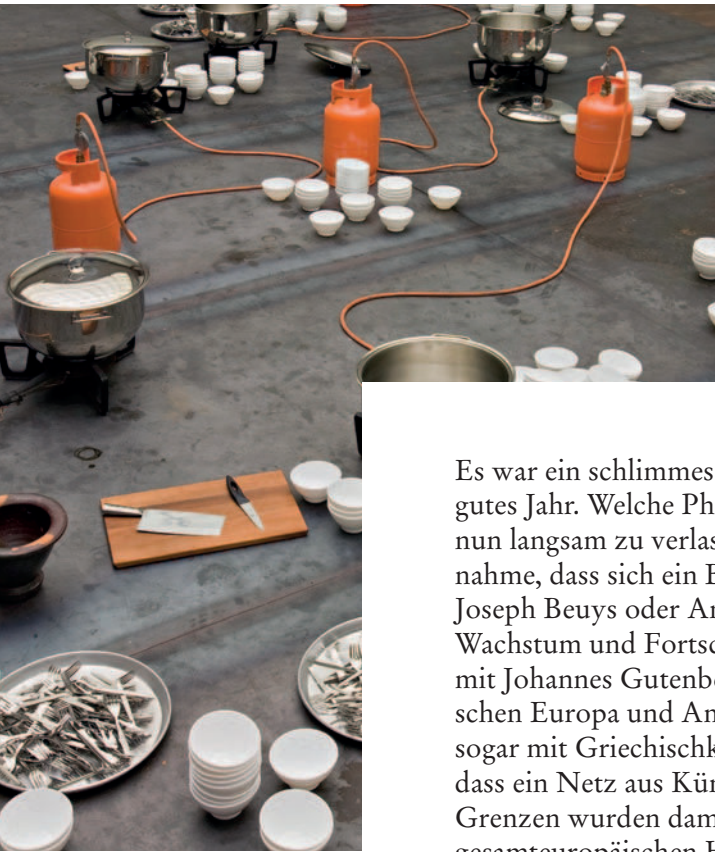 Es war ein schlimmes
gutes Jahr. Welche Ph
nun langsam zu verlas
nahme, dass sich ein
Joseph Beuys oder
Wachstum und Fortsc
mit Johannes Gutenbe
schen Europa und
sogar mit Griechischk
dass ein Netz aus Kün
Grenzen wurden dam
gesamteuropäischen